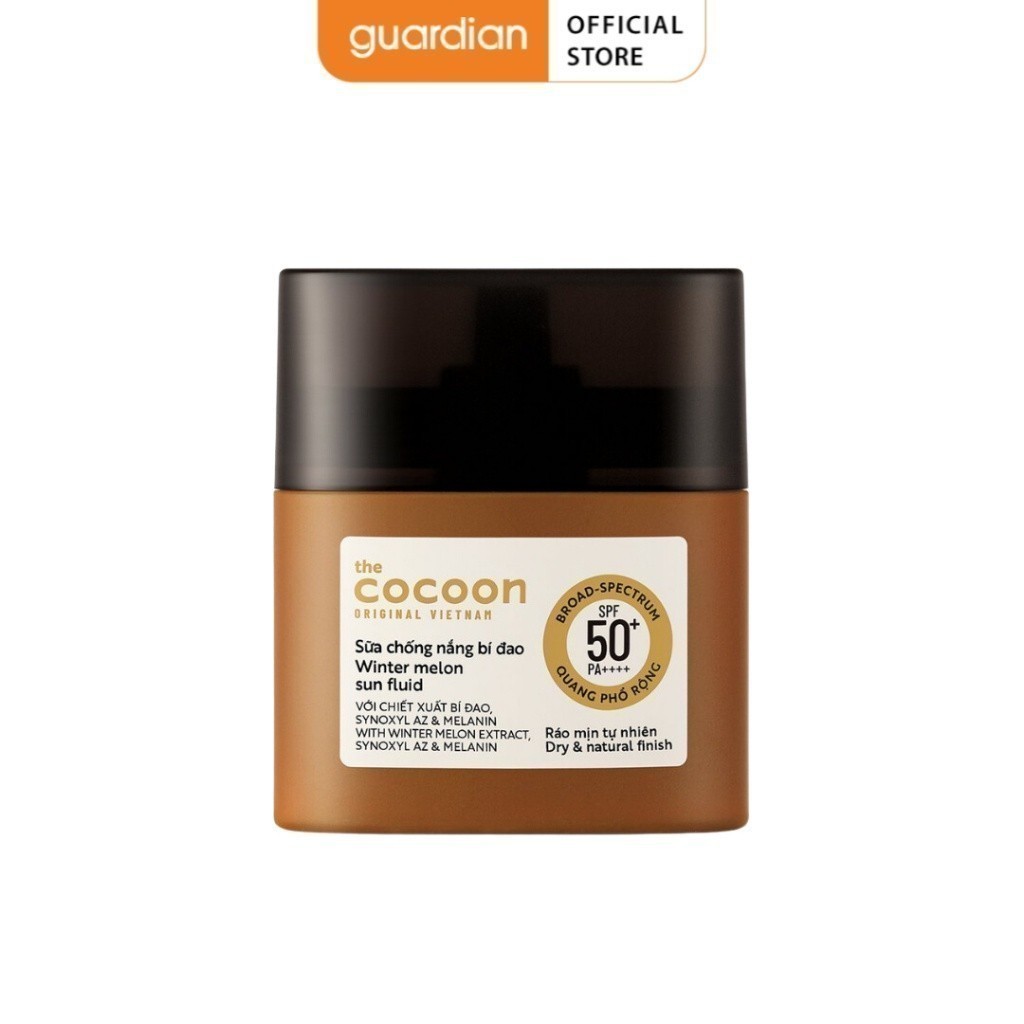 guardian
OFFICIAL
STORE
the
cocoon
ORIGINAL VIETNAM
Sữa chống nắng bí đao
Winter melon
sun fluid
VỚI CHIẾT XUẤT BÍ ĐAO,
SYNOXYL AZ & MELANIN
WITH WINTER MELON EXTRACT,
SYNOXYL AZ & MELANIN
BROAD-SPECTRUM
SPF
50+
PA++++
QUANG PHỔ RỘNG
Ráo mịn tự nhiên
Dry & natural finish